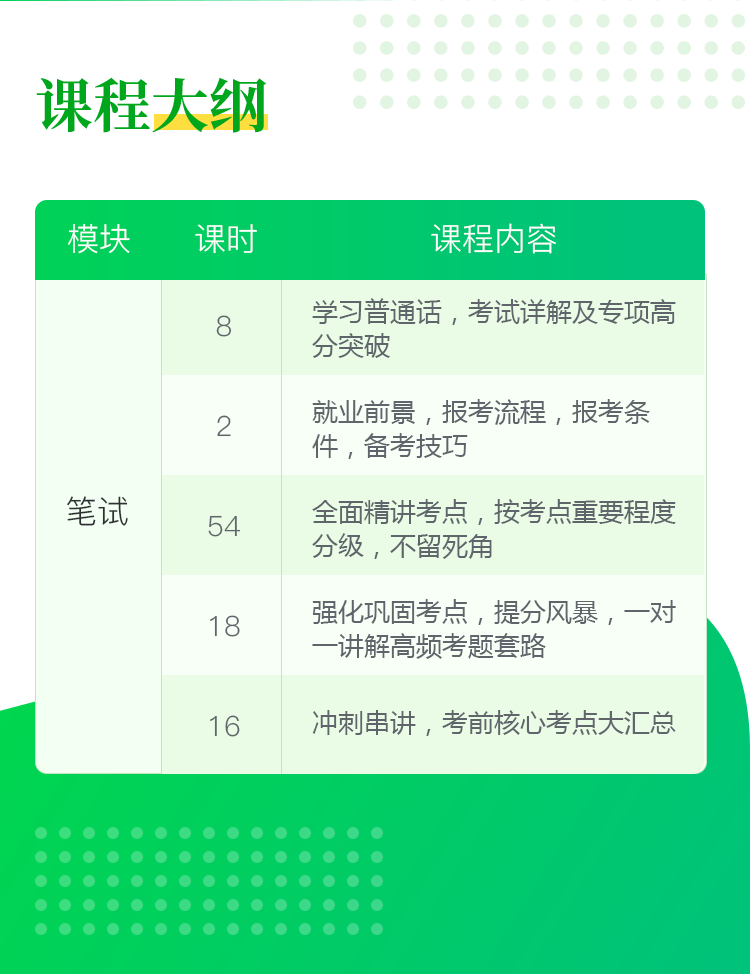 课程大纲
模块 课时 课程内容
笔试
8
学习普通话，考试详解及专项高
分突破
2
就业前景，报考流程，报考条
件，备考技巧
54
全面精讲考点，按考点重要程度
分级，不留死角
18
强化巩固考点，提分风暴，一对
一讲解高频考题套路
16
冲刺串讲，考前核心考点大汇总